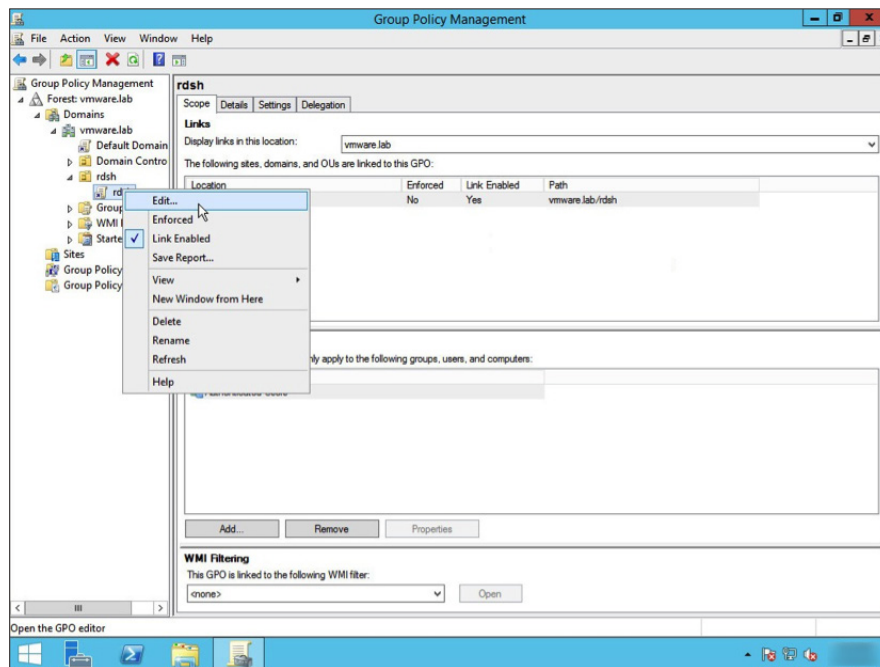 Group Policy Management
File Action View Window Help
Group Policy Management
Forest: vmware.lab
Domains
vmware.lab
Default Domain
Domain Contro
rdsh
Group
Starte
Sites
Group Policy
Group Policy
Edit...
Enforced
Link Enabled
Save Report...
View
New Window from Here
Delete
Rename
Refresh
Help
rdsh
Scope Details Settings Delegation
Links
Display links in this location: vmware.lab
The following sites, domains, and OUs are linked to this GPO:
Location Enforced Link Enabled Path
No Yes vmware.lab/rdsh
apply to the following groups, users, and computers:
Add... Remove Properties
WMI Filtering
This GPO is linked to the following WMI filter:
<none> Open
Open the GPO editor